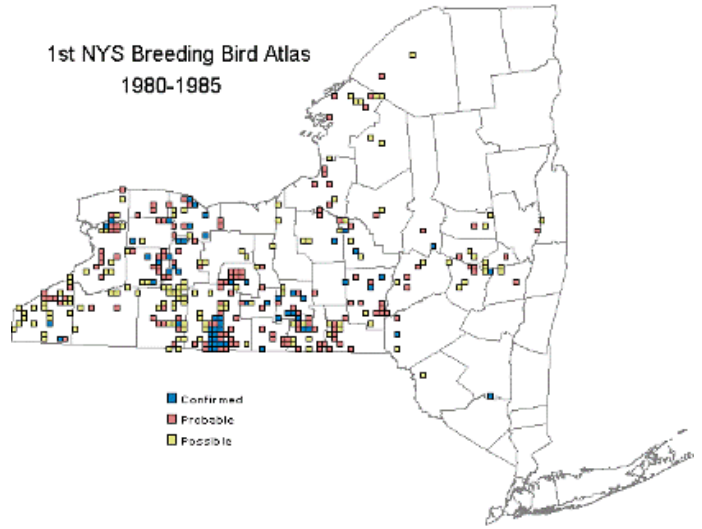 1st NYS Breeding Bird Atlas
1980-1985
Confirmed
Probable
Possible